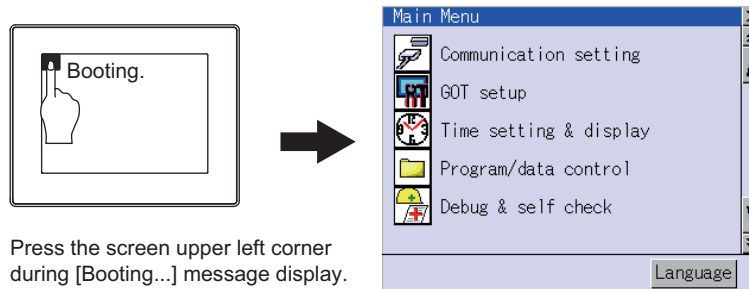 Booting.
Press the screen upper left corner
during [Booting...] message display.
Main Menu
Communication setting
GOT setup
Time setting & display
Program/data control
Debug & self check
Language